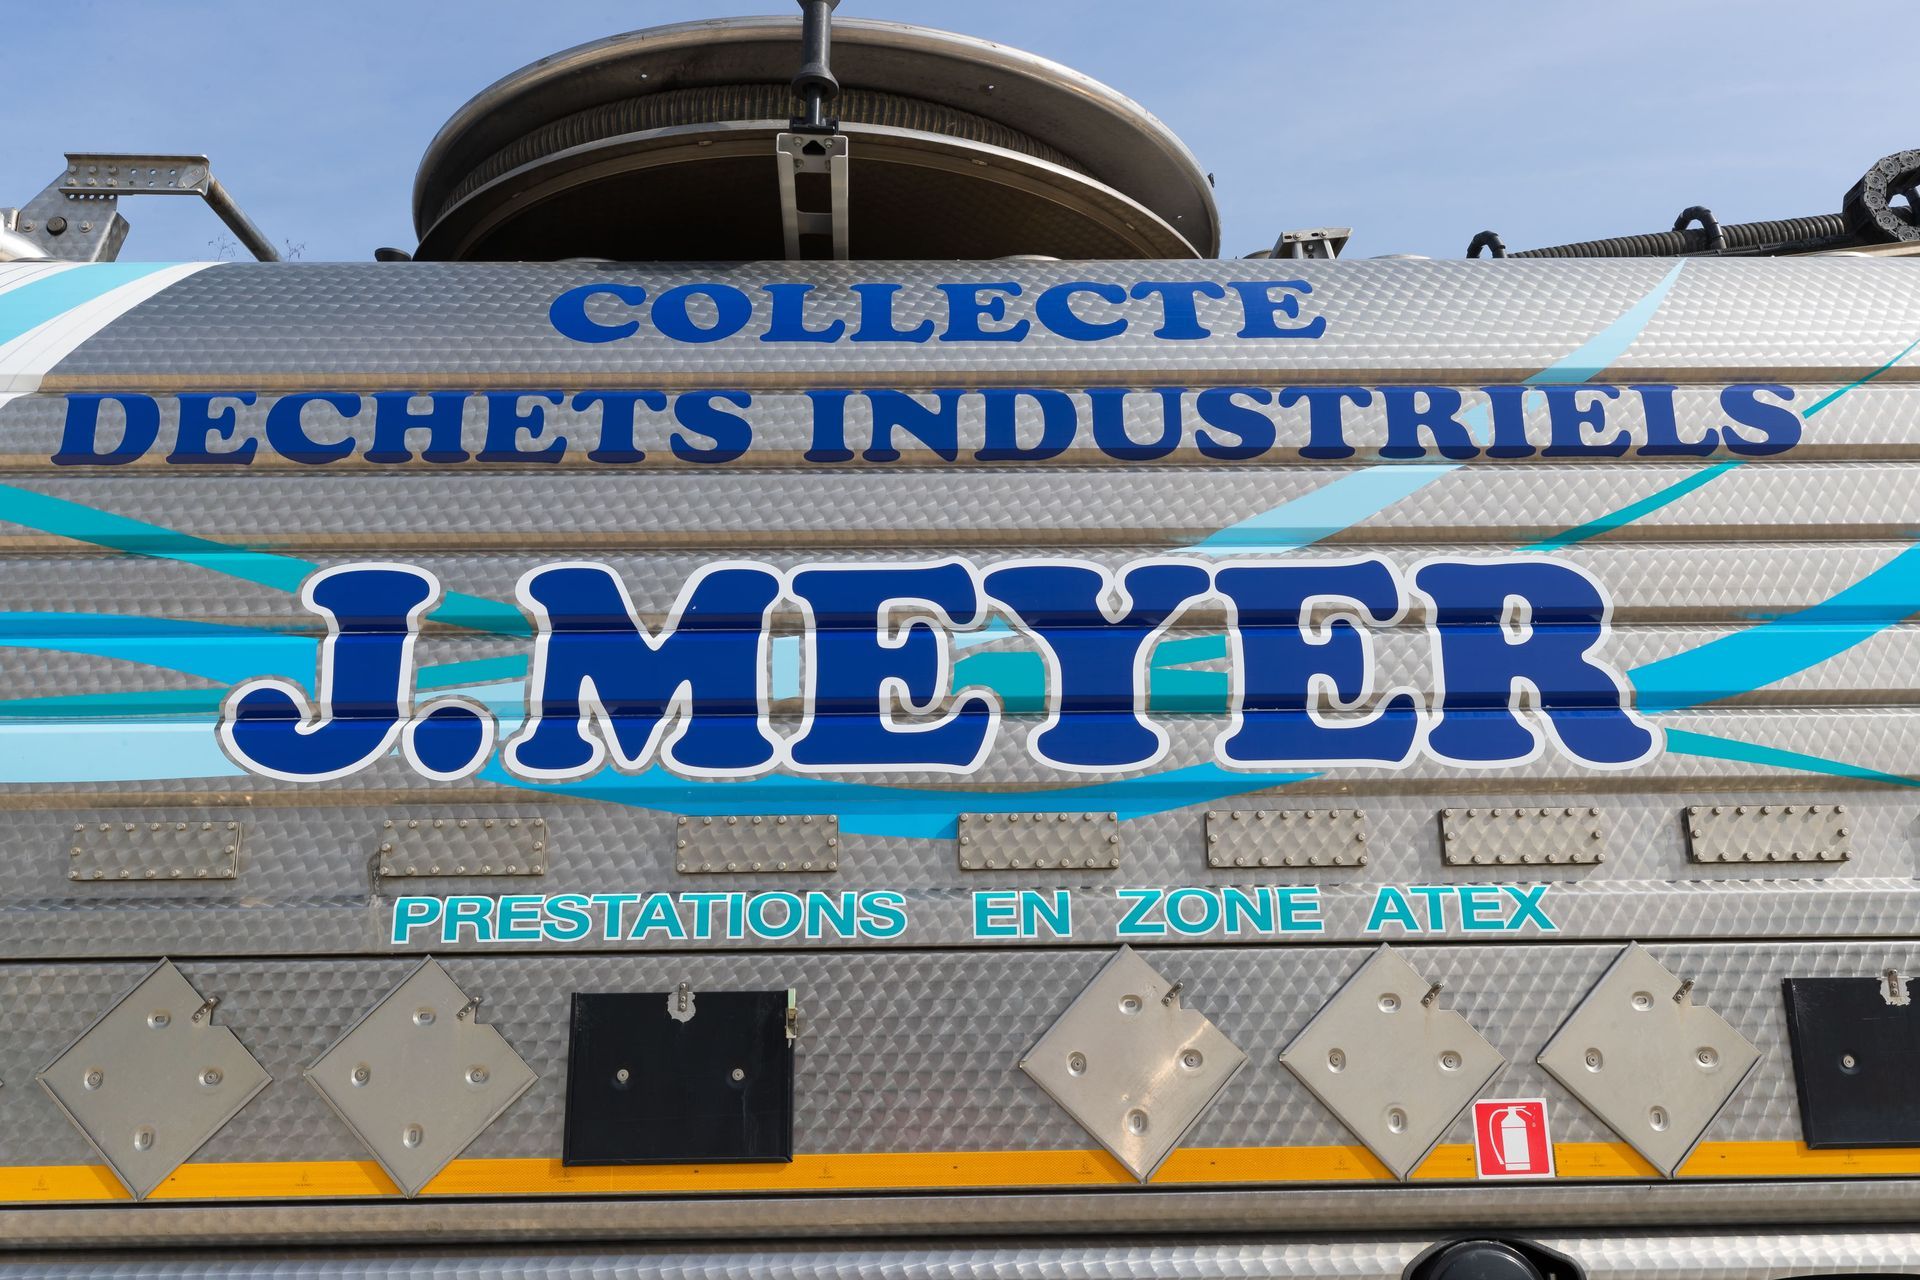 COLLECTE
DECHETS INDUSTRIELS
J.MEYER
PRESTATIONS EN ZONE ATEX